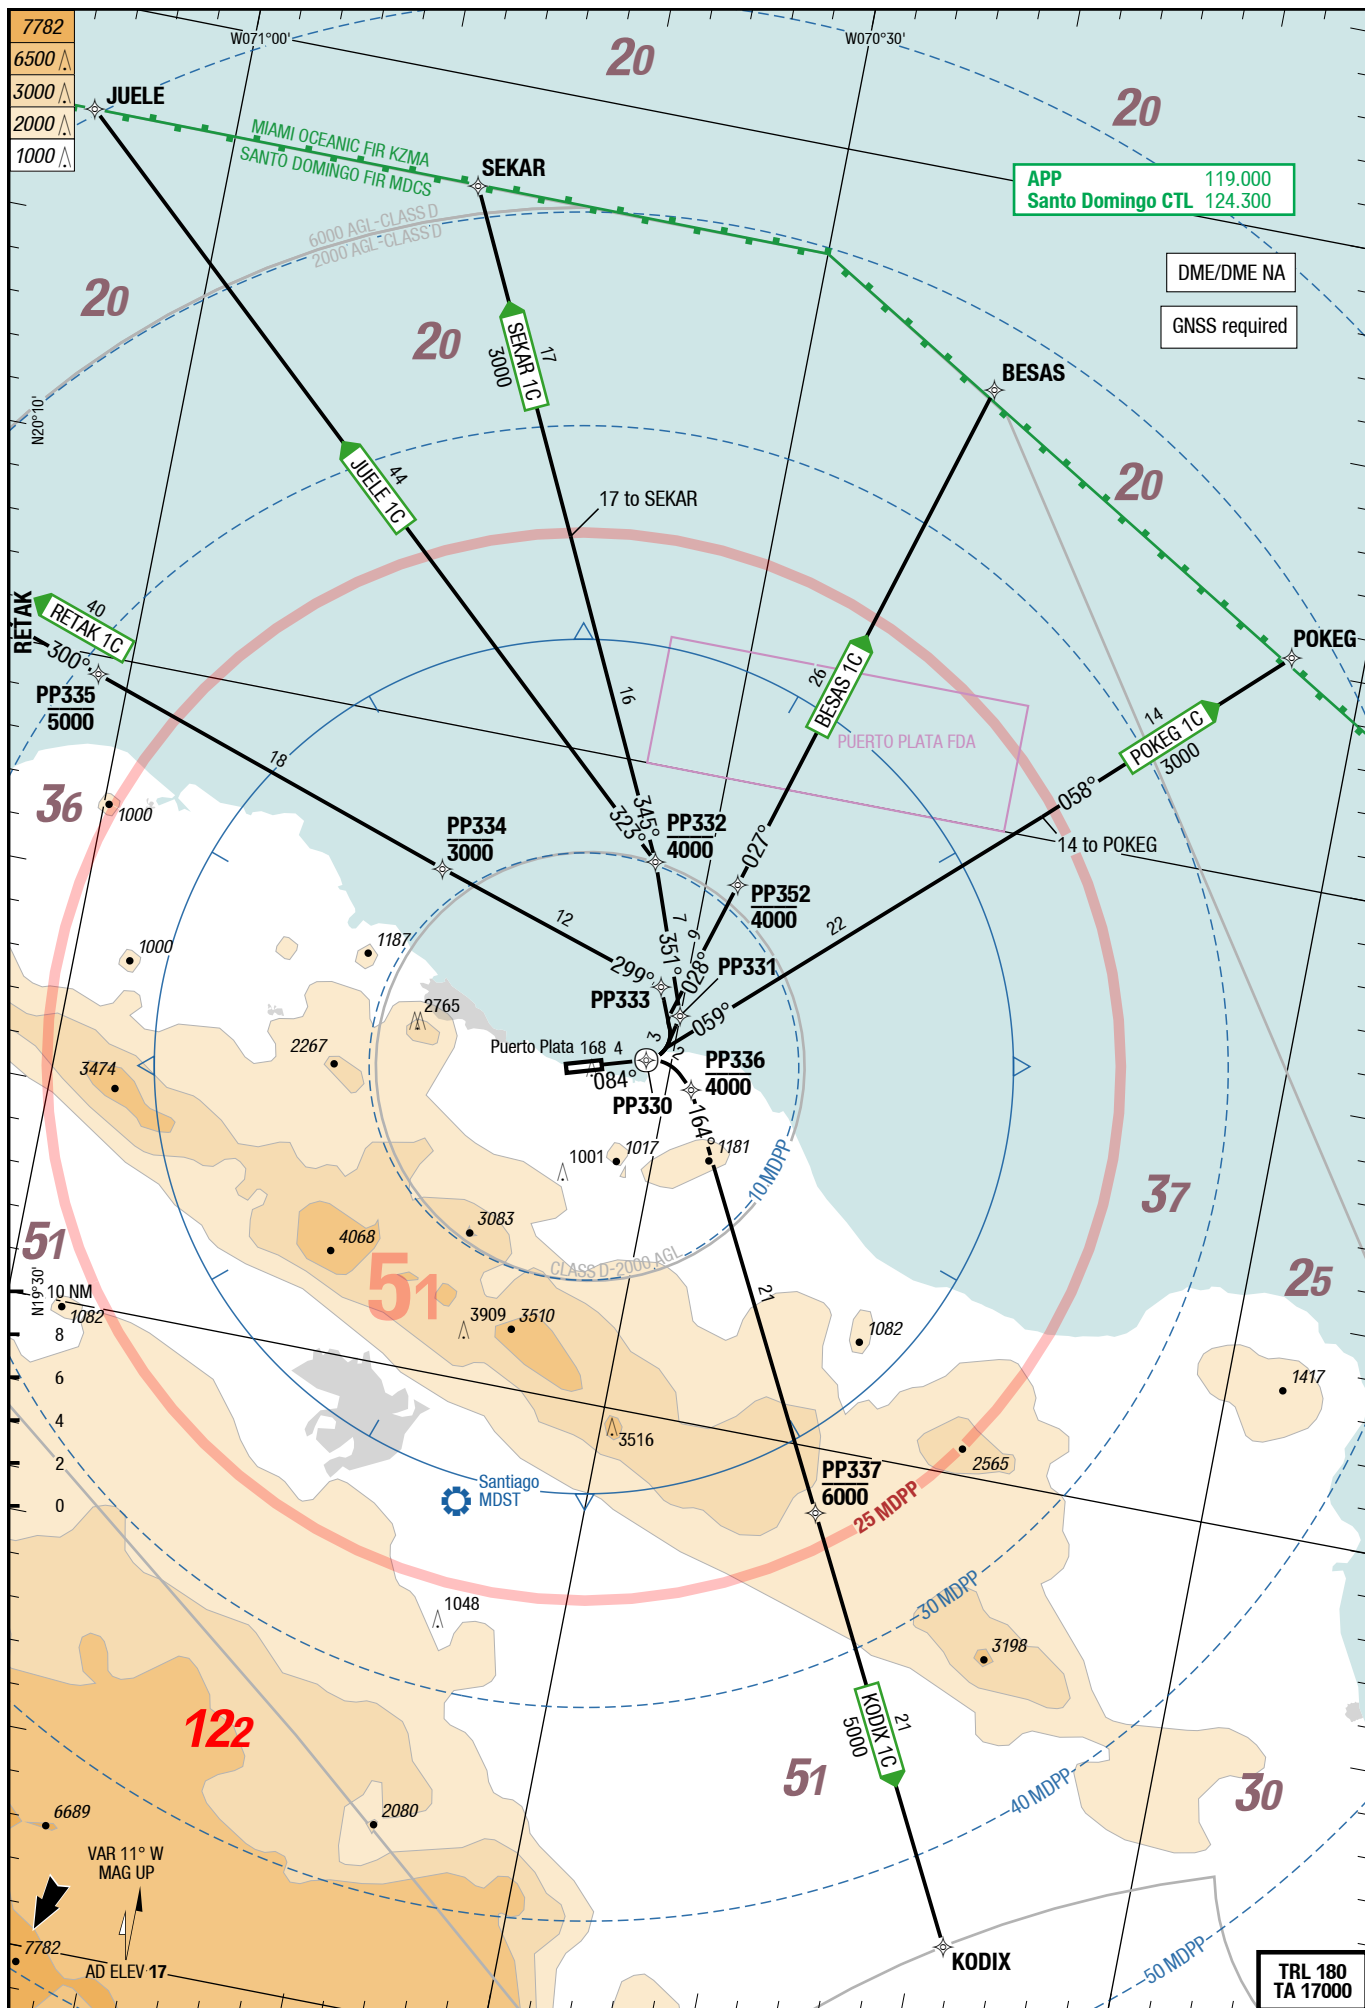 7782
6500
3000
2000
1000
W071°00'
W070°30'
20
20
JUELE
MIAMI OCEANIC FIR KZMA
SANTO DOMINGO FIR MDCS
SEKAR
APP 119.000
Santo Domingo CTL 124.300
6000 AGL-CLASS D
2000 AGL-CLASS D
DME/DME NA
GNSS required
20
20
17
SEKAR 1C
3000
BESAS
N20°10'
44
JUELE 1C
20
17 to SEKAR
RETAK
40
RETAK 1C
300°
POKEG
PP335
5000
16
26
BESAS 1C
PUERTO PLATA FDA
14
POKEG 1C
3000
18
058°
36
1000
345°
323°
PP332
4000
027°
14 to POKEG
PP334
3000
PP352
4000
12
7
9
22
1000
1187
299°
351°
028°
PP331
PP333
059°
2765
2267
Puerto Plata 168 4
3
2
3474
084°
PP336
4000
PP330
164°
1001
1017
1181
10 MDPP
37
51
3083
4068
CLASS D-2000 AGL
51
25
N19°30'
10 NM
1082
21
3909
3510
1082
8
6
1417
4
3516
2565
2
PP337
6000
Santiago
MDST
0
25 MDPP
30 MDPP
1048
3198
122
21
KODIX 1C
5000
51
40 MDPP
30
6689
2080
VAR 11° W
MAG UP
7782
AD ELEV 17
KODIX
50 MDPP
TRL 180
TA 17000